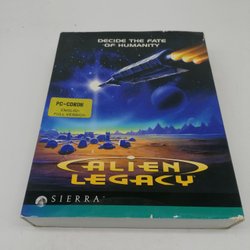 DECIDE THE FATE
OF HUMANITY
PC-CDROM
ENGLISH
FULL VERSION
ALIEN
LEGACY
SIERRA